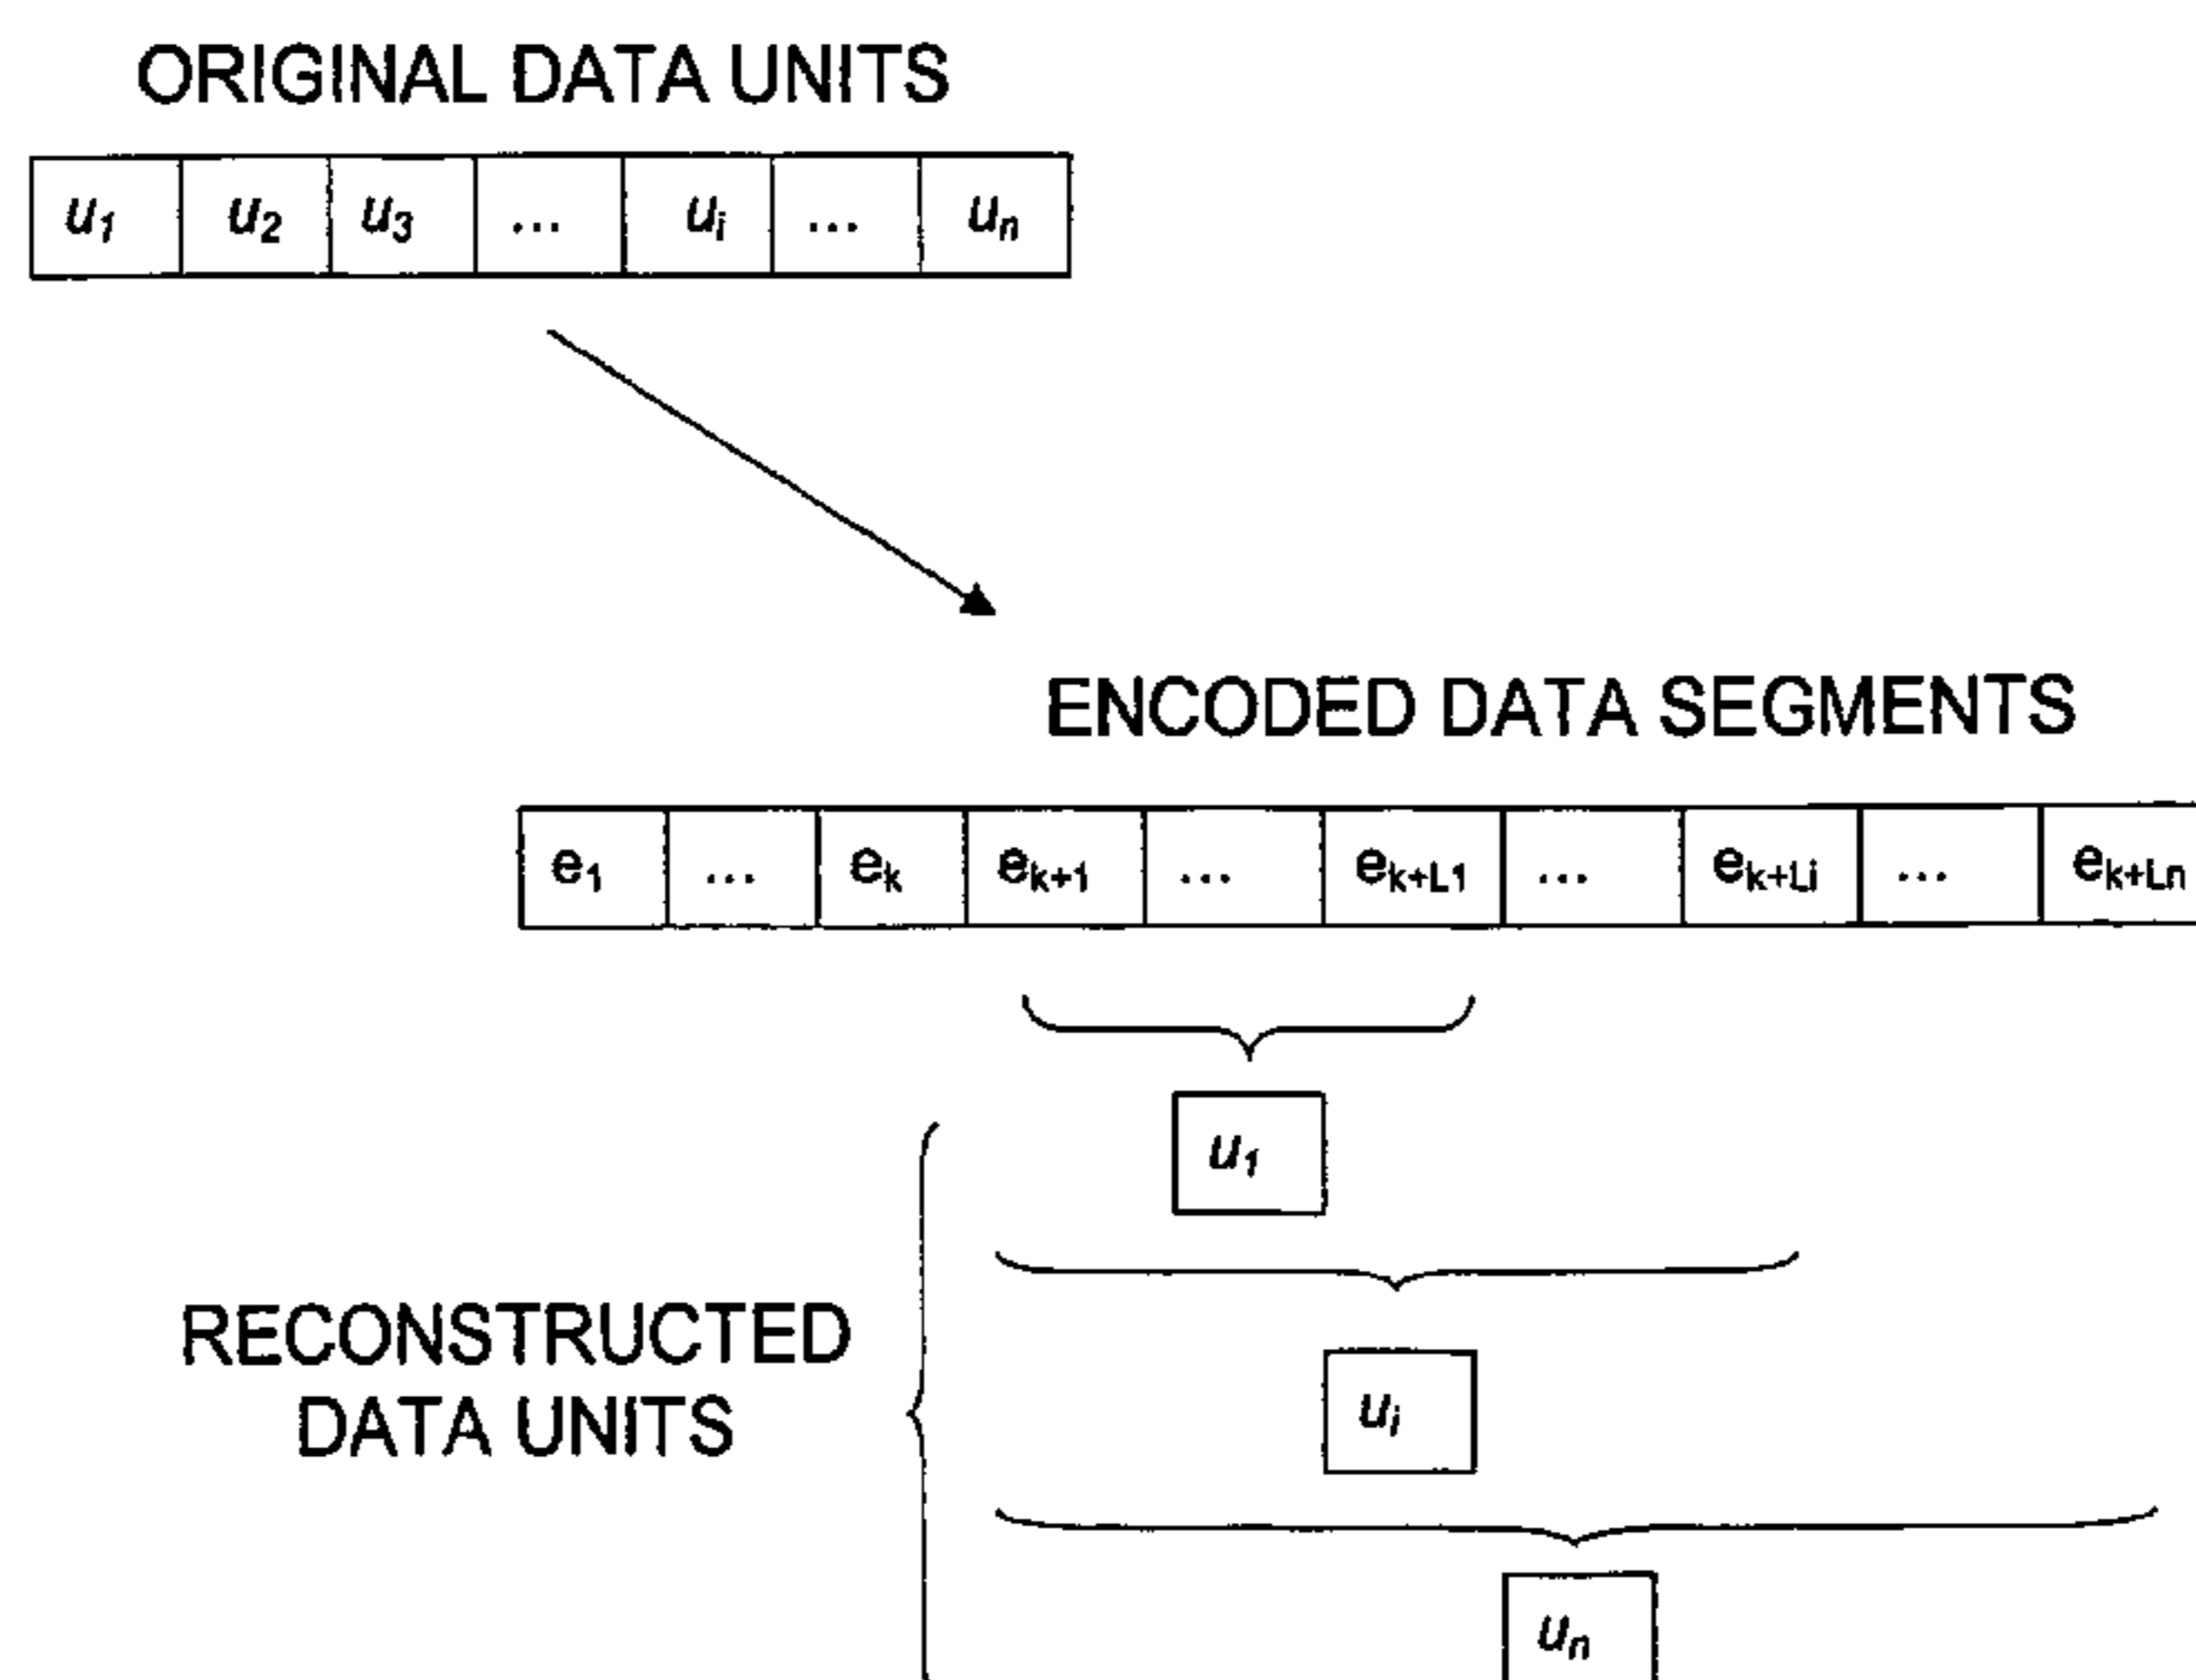 ORIGINAL DATA UNITS
u₁ u₂ u₃ ... uᵢ ... uₙ
ENCODED DATA SEGMENTS
e₁ ... eₖ eₖ₊₁ ... eₖ₊L₁ ... eₖ₊Lᵢ ... eₖ₊Lₙ
u₁
RECONSTRUCTED
DATA UNITS
uᵢ
uₙ